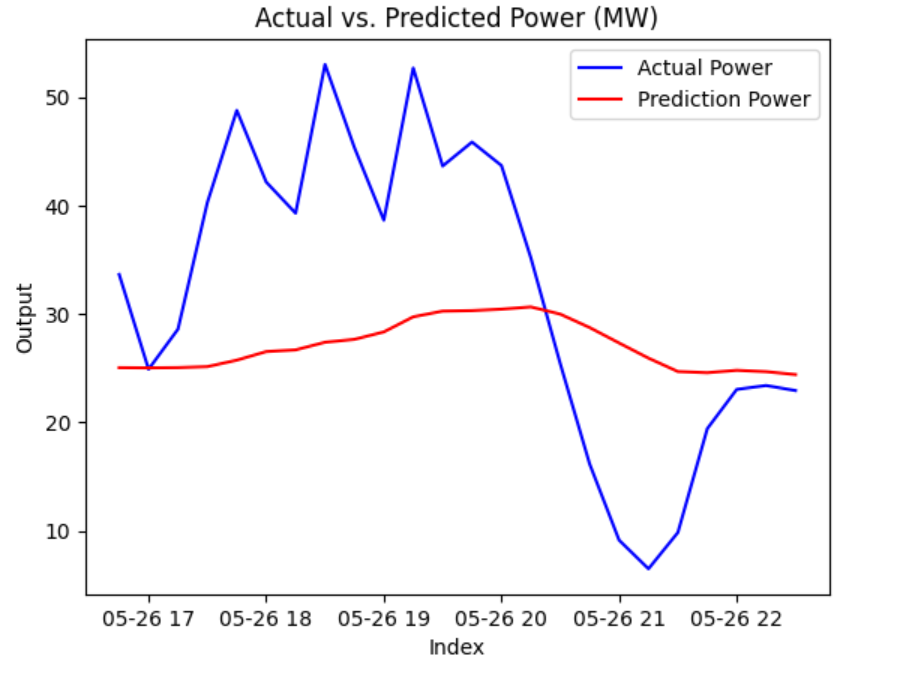 Actual vs. Predicted Power (MW)
Actual Power
Prediction Power
Output
50
40
30
20
10
05-26 17 05-26 18 05-26 19 05-26 20 05-26 21 05-26 22
Index